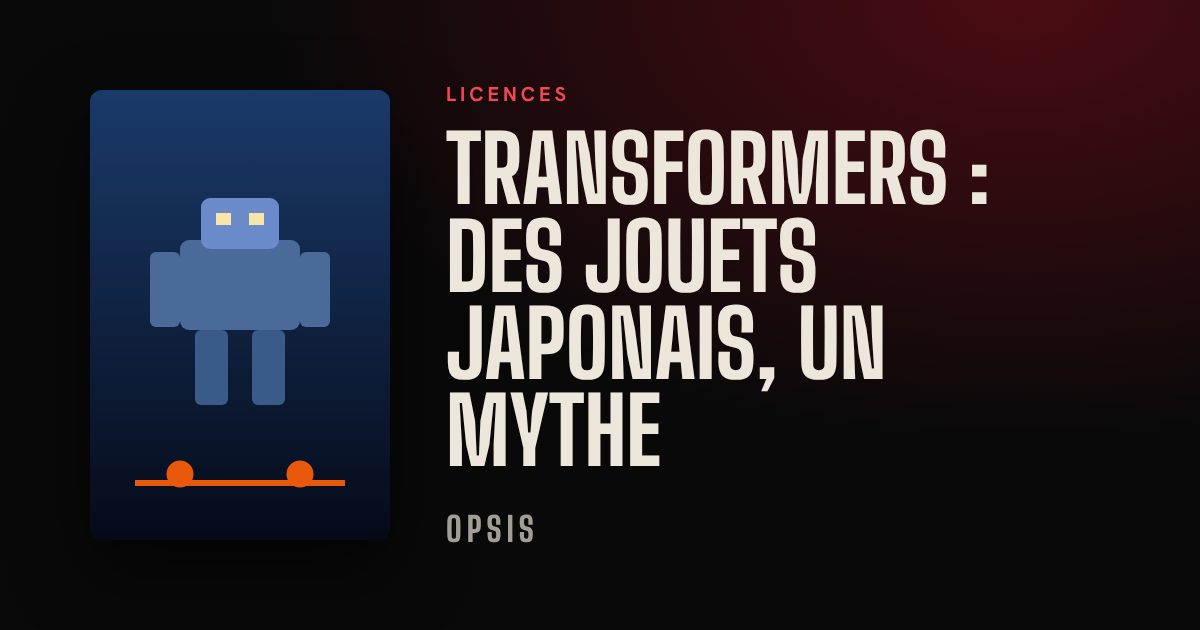 LICENCES
TRANSFORMERS :
DES JOUETS
JAPONAIS, UN
MYTHE
OPSIS